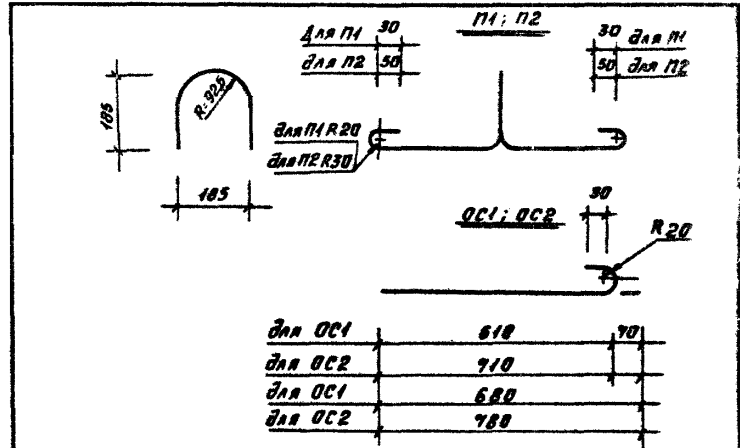 П1; П2
Для П1 30
для П2 50
30 для П1
50 для П2
185
R=92,5
185
для П1 R20
для П2 R30
ОС1; ОС2
30
R20
для ОС1 610 70
для ОС2 710
для ОС1 680
для ОС2 780